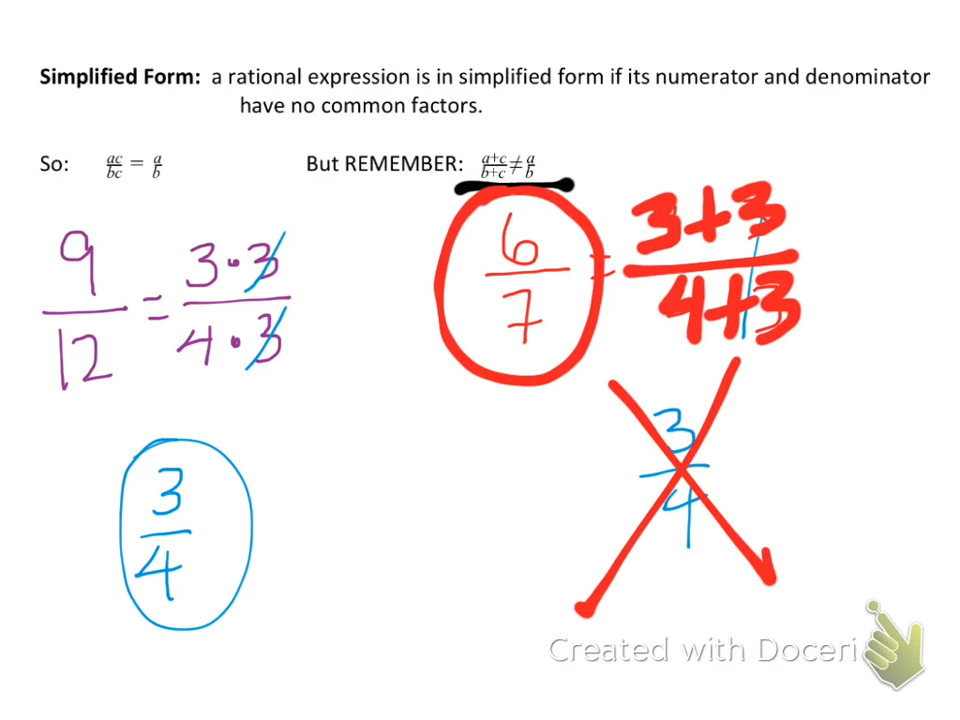 Simplified Form: a rational expression is in simplified form if its numerator and denominator
have no common factors.
So: ac/bc = a/b But REMEMBER: a+c/b+c ≠ a/b
9/12 = 3·3/4·3
6/7 = 3+3/4+3
3/4
3/4
Created with Doceri